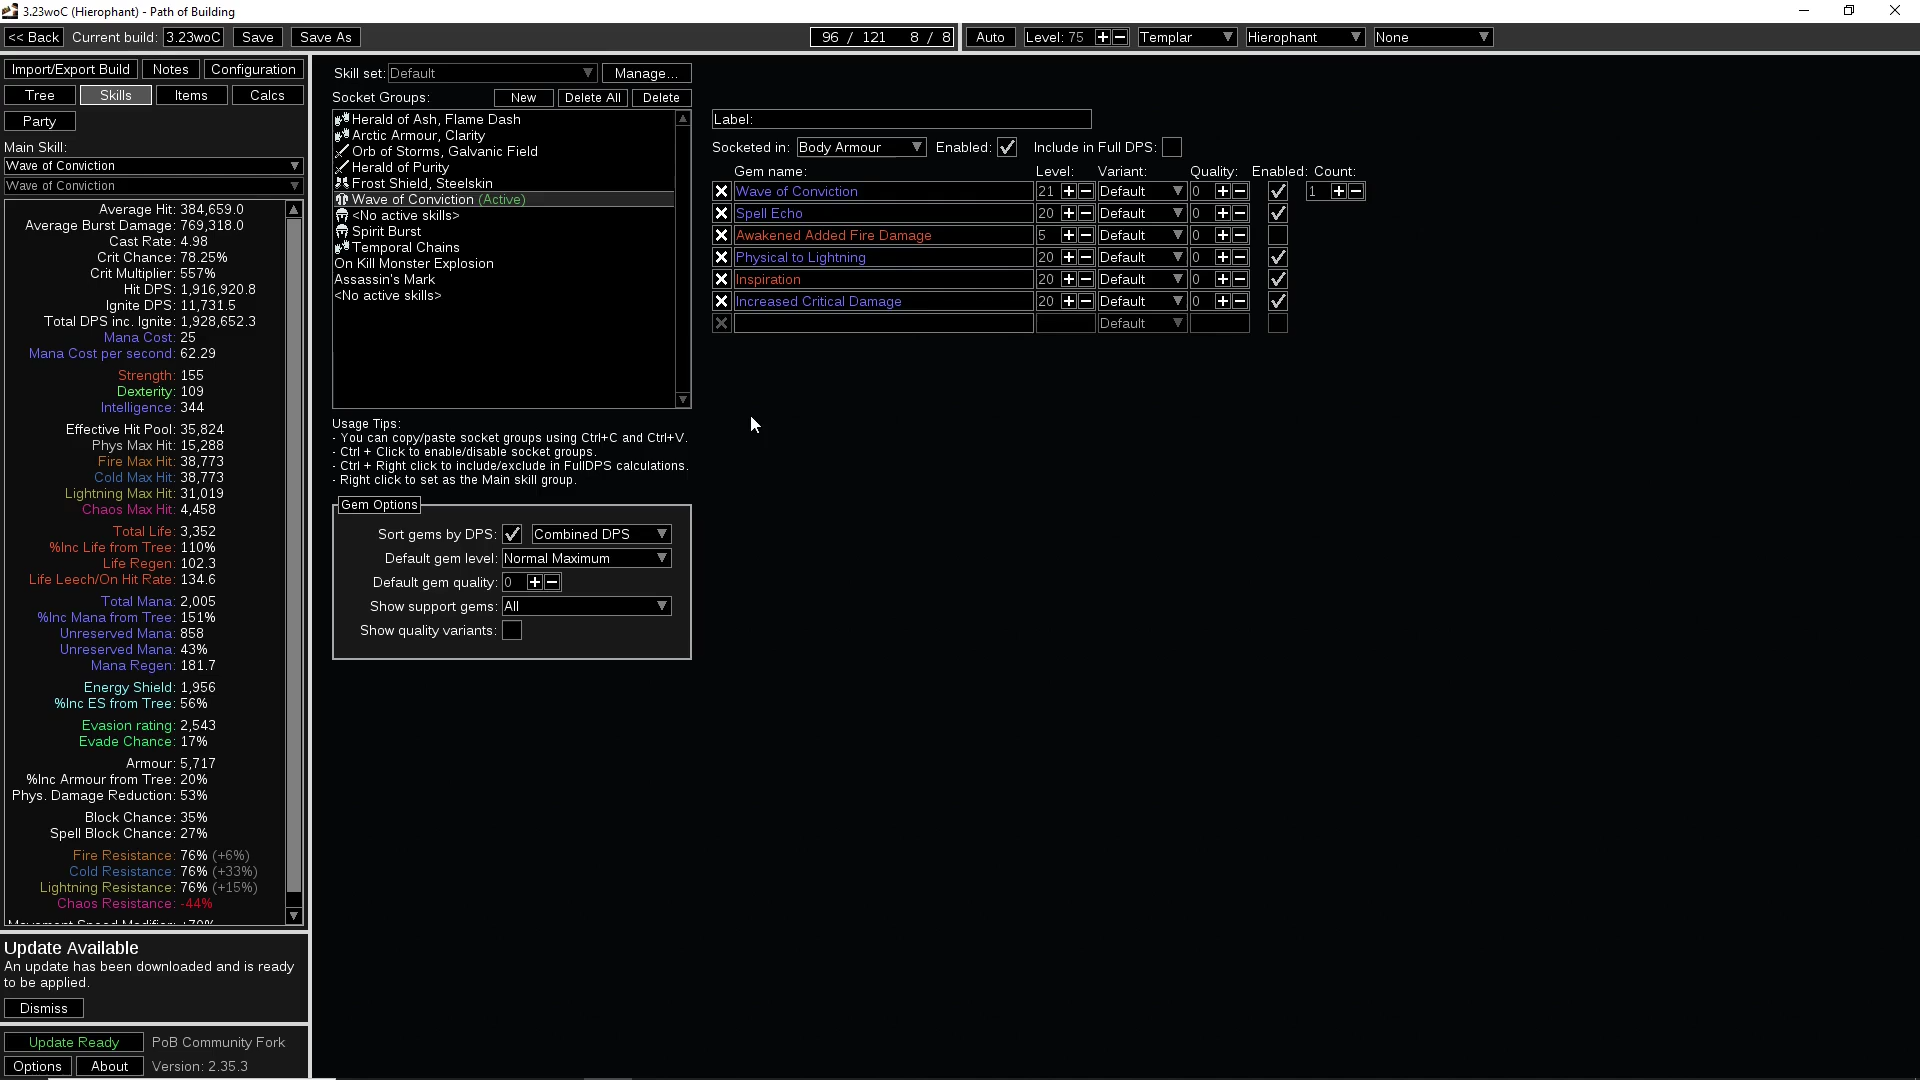 3.23woC (Hierophant) - Path of Building
<< Back Current build: 3.23woC Save Save As 96 / 121 8 / 8 Auto Level: 75 Templar Hierophant None
Import/Export Build Notes Configuration
Tree Skills Items Calcs
Party
Main Skill:
Wave of Conviction
Wave of Conviction
Average Hit: 384,659.0
Average Burst Damage: 769,318.0
Cast Rate: 4.98
Crit Chance: 78.25%
Crit Multiplier: 557%
Hit DPS: 1,916,920.8
Ignite DPS: 11,731.5
Total DPS inc. Ignite: 1,928,652.3
Mana Cost: 25
Mana Cost per second: 62.29
Strength: 155
Dexterity: 109
Intelligence: 344
Effective Hit Pool: 35,824
Phys Max Hit: 15,288
Fire Max Hit: 38,773
Cold Max Hit: 38,773
Lightning Max Hit: 31,019
Chaos Max Hit: 4,458
Total Life: 3,352
%Inc Life from Tree: 110%
Life Regen: 102.3
Life Leech/On Hit Rate: 134.6
Total Mana: 2,005
%Inc Mana from Tree: 151%
Unreserved Mana: 858
Unreserved Mana: 43%
Mana Regen: 181.7
Energy Shield: 1,956
%Inc ES from Tree: 56%
Evasion rating: 2,543
Evade Chance: 17%
Armour: 5,717
%Inc Armour from Tree: 20%
Phys. Damage Reduction: 53%
Block Chance: 35%
Spell Block Chance: 27%
Fire Resistance: 76% (+6%)
Cold Resistance: 76% (+33%)
Lightning Resistance: 76% (+15%)
Chaos Resistance: -44%
Update Available
An update has been downloaded and is ready
to be applied.
Dismiss
Update Ready PoB Community Fork
Options About Version: 2.35.3
Skill set: Default Manage...
Socket Groups: New Delete All Delete
Herald of Ash, Flame Dash
Arctic Armour, Clarity
Orb of Storms, Galvanic Field
Herald of Purity
Frost Shield, Steelskin
Wave of Conviction (Active)
<No active skills>
Spirit Burst
Temporal Chains
On Kill Monster Explosion
Assassin's Mark
<No active skills>
Usage Tips:
- You can copy/paste socket groups using Ctrl+C and Ctrl+V.
- Ctrl + Click to enable/disable socket groups.
- Ctrl + Right click to include/exclude in FullDPS calculations.
- Right click to set as the Main skill group.
Gem Options
Sort gems by DPS: Combined DPS
Default gem level: Normal Maximum
Default gem quality: 0
Show support gems: All
Show quality variants:
Label:
Socketed in: Body Armour Enabled: Include in Full DPS:
Gem name: Level: Variant: Quality: Enabled: Count:
Wave of Conviction 21 Default 0 1
Spell Echo 20 Default 0
Awakened Added Fire Damage 5 Default 0
Physical to Lightning 20 Default 0
Inspiration 20 Default 0
Increased Critical Damage 20 Default 0
Default